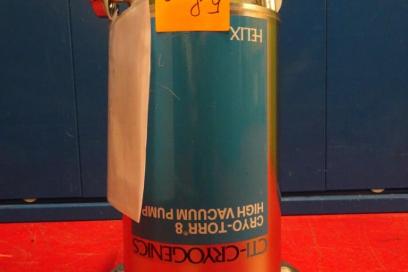 CTI-CRYOGENICS
CRYO-TORR® 8
HIGH VACUUM PUMP
HELIX